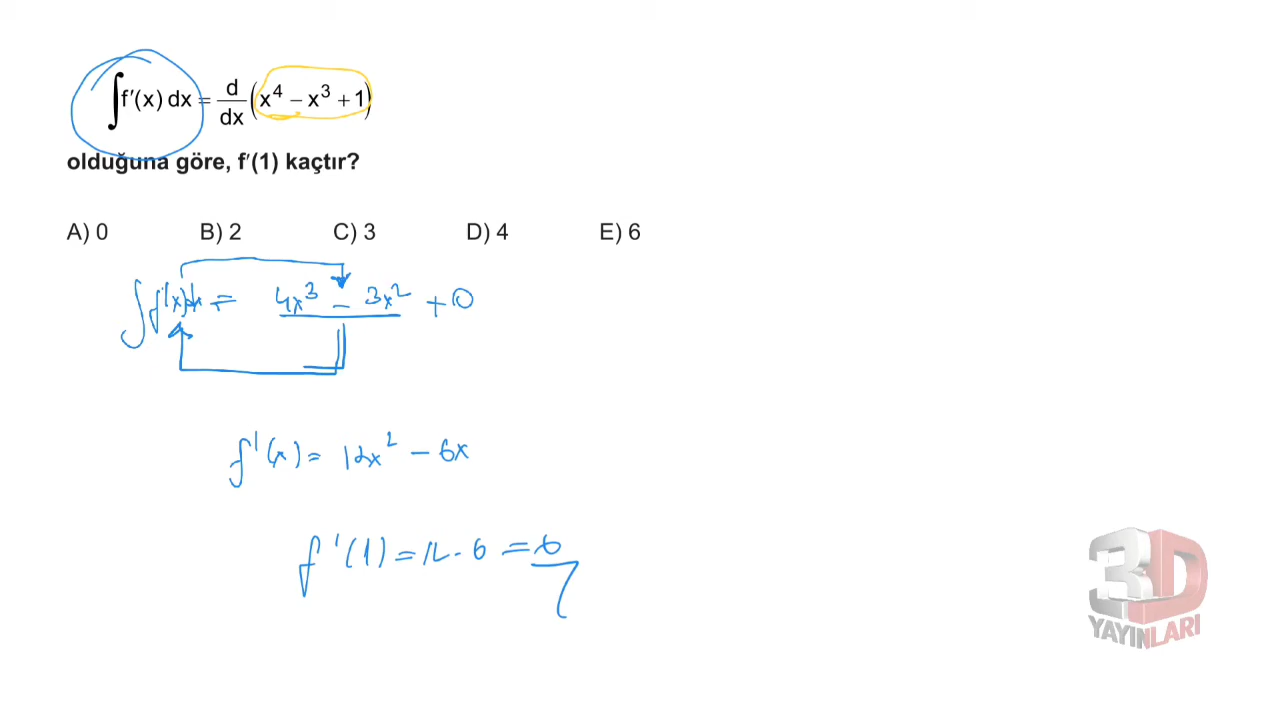 ∫f'(x) dx = d/dx (x⁴ − x³ + 1)
olduğuna göre, f'(1) kaçtır?
A) 0 B) 2 C) 3 D) 4 E) 6
∫f'(x)dx = 4x³ − 3x² + 0
f'(x) = 12x² − 6x
f'(1) = 12 - 6 = 6
3D
YAYINLARI